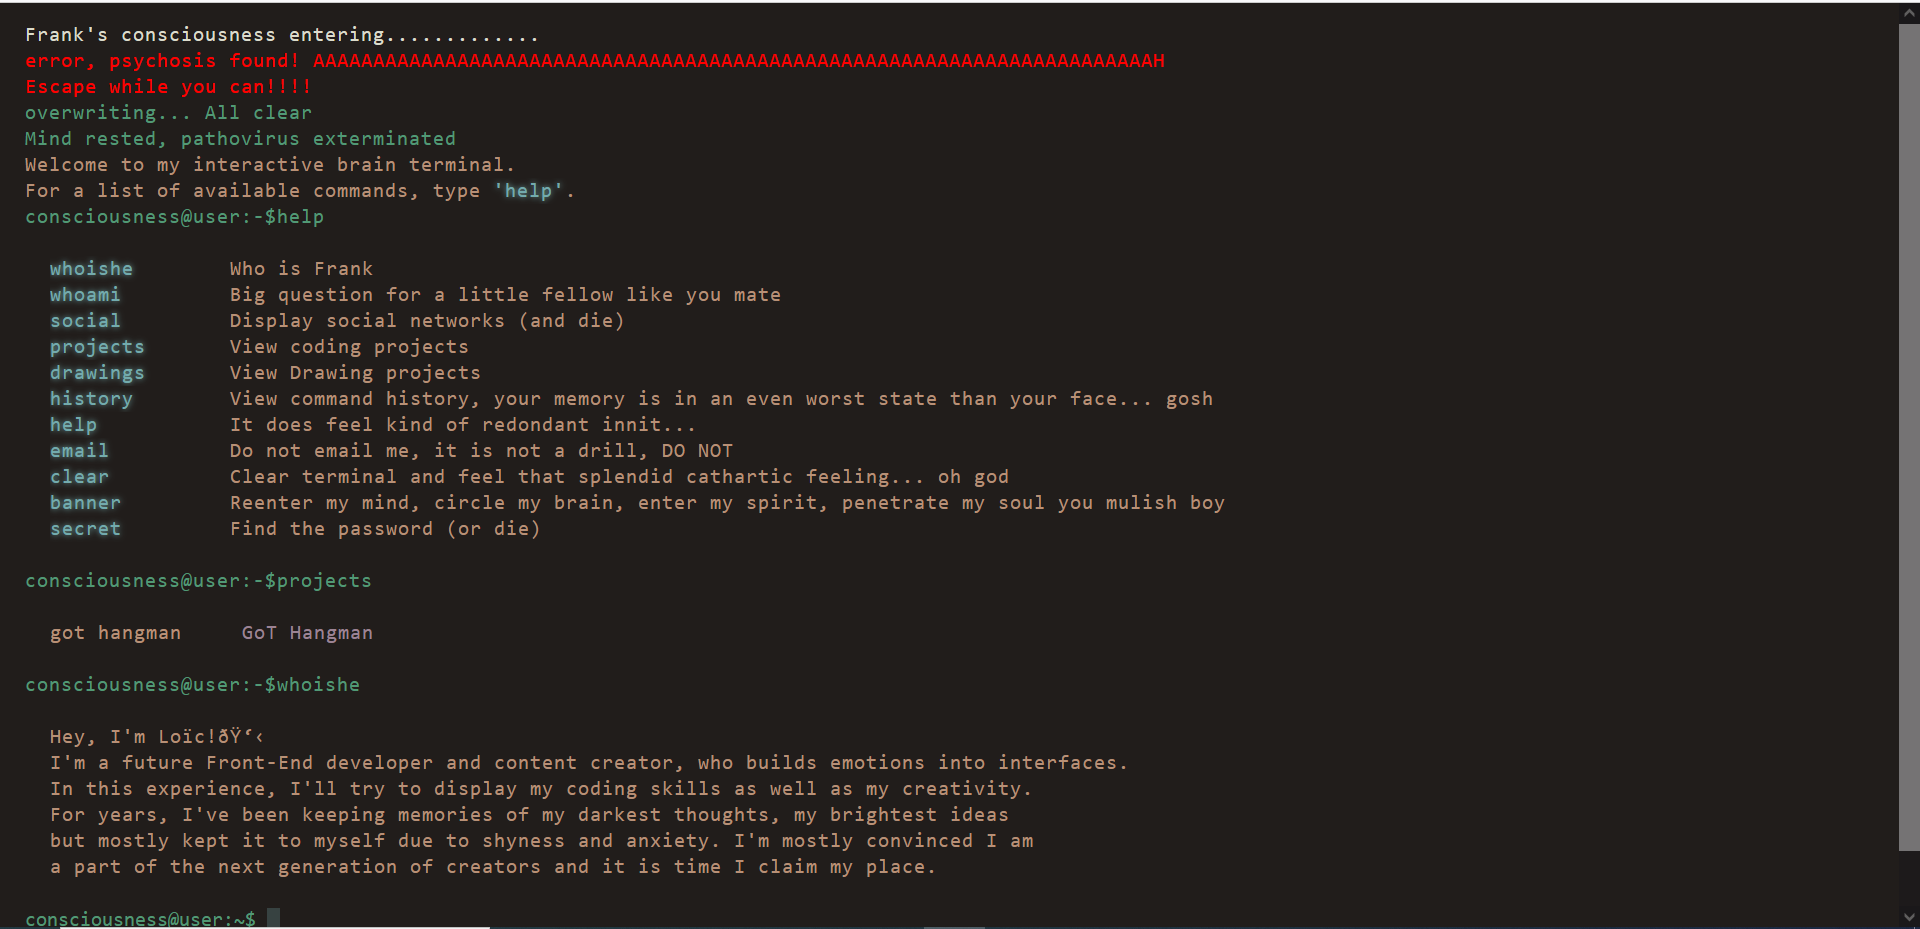 Frank's consciousness entering.............
error, psychosis found! AAAAAAAAAAAAAAAAAAAAAAAAAAAAAAAAAAAAAAAAAAAAAAAAAAAAAAAAAAAAAAAAAAAAAAH
Escape while you can!!!!
overwriting... All clear
Mind rested, pathovirus exterminated
Welcome to my interactive brain terminal.
For a list of available commands, type 'help'.
consciousness@user:-$help
whoishe Who is Frank
whoami Big question for a little fellow like you mate
social Display social networks (and die)
projects View coding projects
drawings View Drawing projects
history View command history, your memory is in an even worst state than your face... gosh
help It does feel kind of redondant innit...
email Do not email me, it is not a drill, DO NOT
clear Clear terminal and feel that splendid cathartic feeling... oh god
banner Reenter my mind, circle my brain, enter my spirit, penetrate my soul you mulish boy
secret Find the password (or die)
consciousness@user:-$projects
got hangman GoT Hangman
consciousness@user:-$whoishe
Hey, I'm Loïc!ðŸ‘‹
I'm a future Front-End developer and content creator, who builds emotions into interfaces.
In this experience, I'll try to display my coding skills as well as my creativity.
For years, I've been keeping memories of my darkest thoughts, my brightest ideas
but mostly kept it to myself due to shyness and anxiety. I'm mostly convinced I am
a part of the next generation of creators and it is time I claim my place.
consciousness@user:~$